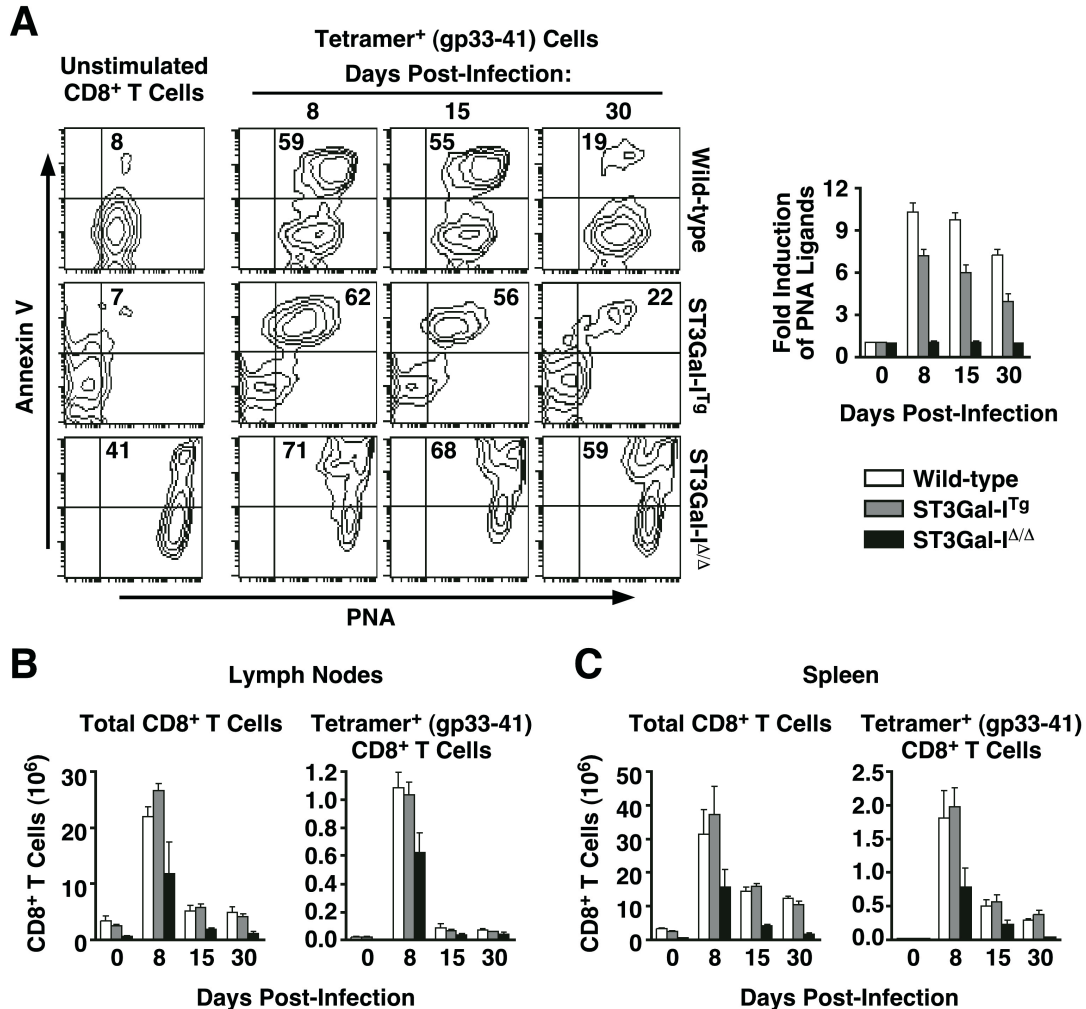 A
Tetramer⁺ (gp33-41) Cells
Unstimulated
CD8⁺ T Cells
Days Post-Infection:
8 15 30
8 59 55 19
Wild-type
7 62 56 22
ST3Gal-Iᵀᵍ
41 71 68 59
ST3Gal-I^Δ/Δ
Annexin V
PNA
Fold Induction
of PNA Ligands
12
9
6
3
0
0 8 15 30
Days Post-Infection
Wild-type
ST3Gal-Iᵀᵍ
ST3Gal-I^Δ/Δ
B
Lymph Nodes
Total CD8⁺ T Cells
CD8⁺ T Cells (10⁶)
30
20
10
0
0 8 15 30
Tetramer⁺ (gp33-41)
CD8⁺ T Cells
1.2
1.0
0.8
0.6
0.4
0.2
0.0
0 8 15 30
Days Post-Infection
C
Spleen
Total CD8⁺ T Cells
CD8⁺ T Cells (10⁶)
50
40
30
20
10
0
0 8 15 30
Tetramer⁺ (gp33-41)
CD8⁺ T Cells
2.5
2.0
1.5
1.0
0.5
0.0
0 8 15 30
Days Post-Infection